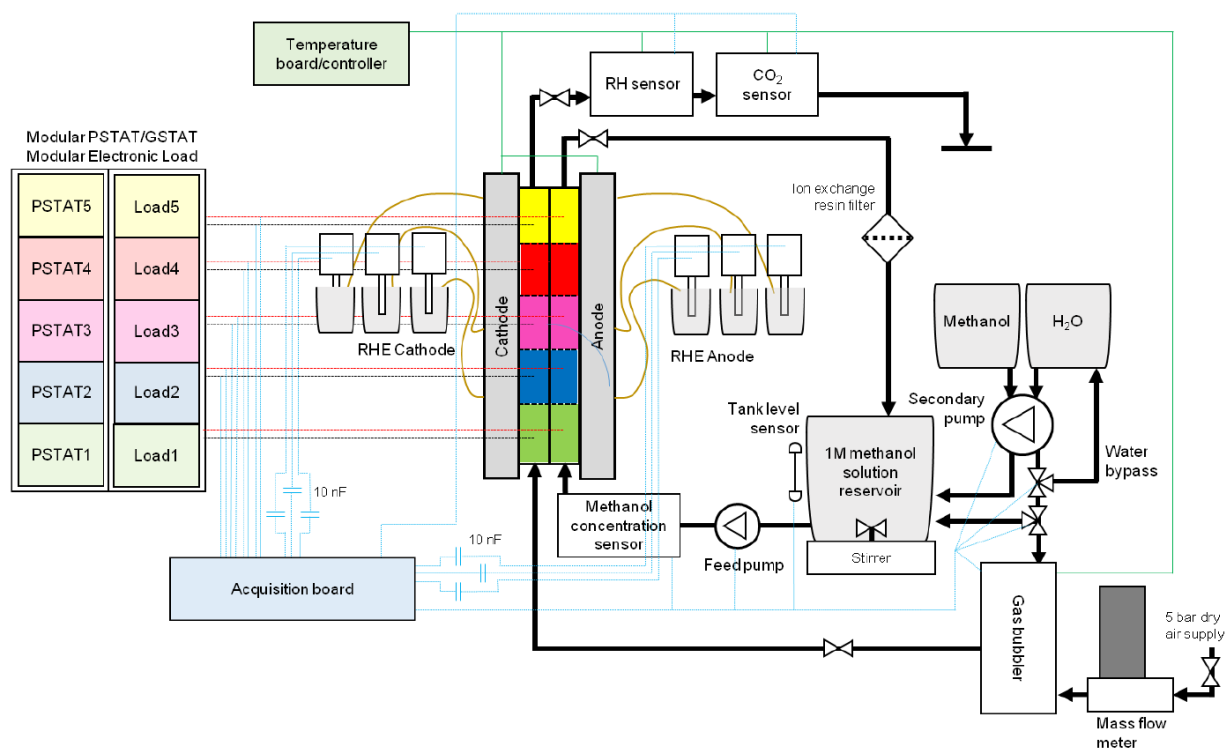 Temperature
board/controller
RH sensor
CO₂
sensor
Modular PSTAT/GSTAT
Modular Electronic Load
PSTAT5
Load5
PSTAT4
Load4
PSTAT3
Load3
PSTAT2
Load2
PSTAT1
Load1
RHE Cathode
Cathode
Anode
RHE Anode
Ion exchange
resin filter
Methanol
H₂O
Secondary
pump
Tank level
sensor
1M methanol
solution
reservoir
Water
bypass
Stirrer
Methanol
concentration
sensor
Feed pump
10 nF
10 nF
Acquisition board
Gas bubbler
5 bar dry
air supply
Mass flow
meter